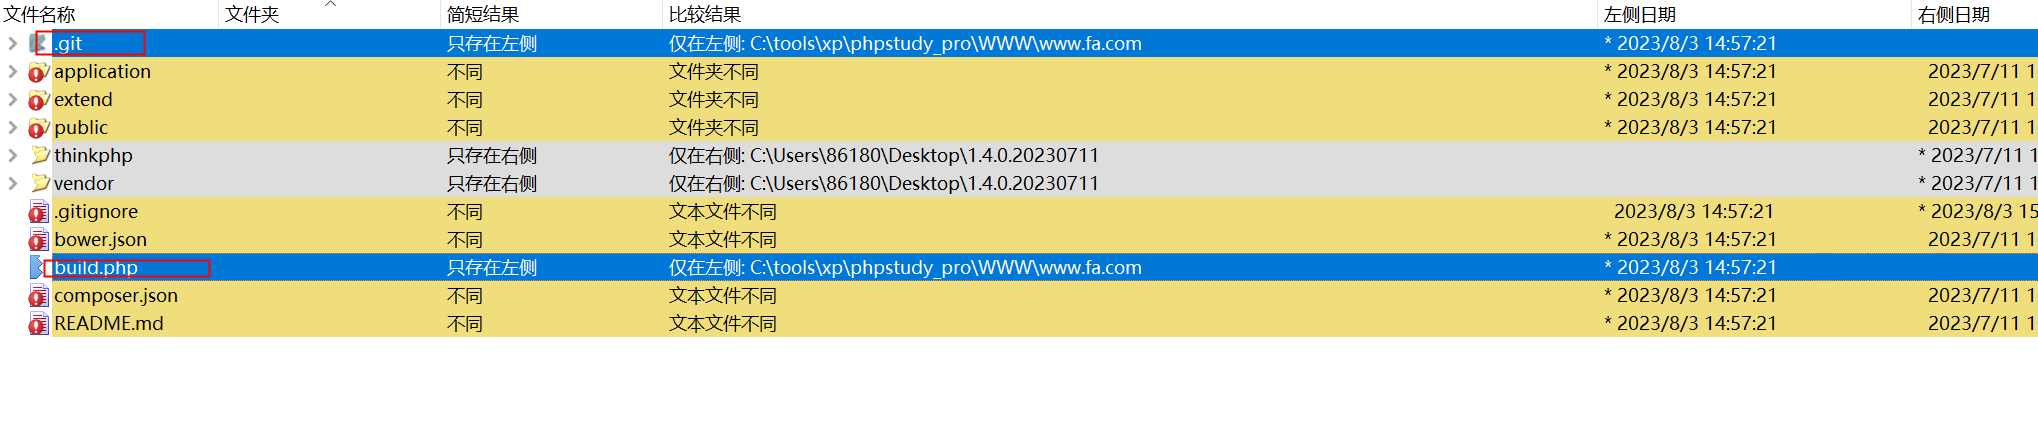 文件名称 文件夹 简短结果 比较结果 左侧日期 右侧日期
.git 只存在左侧 仅在左侧: C:\tools\xp\phpstudy_pro\WWW\www.fa.com * 2023/8/3 14:57:21
application 不同 文件夹不同 * 2023/8/3 14:57:21 2023/7/11 1
extend 不同 文件夹不同 * 2023/8/3 14:57:21 2023/7/11 1
public 不同 文件夹不同 * 2023/8/3 14:57:21 2023/7/11 1
thinkphp 只存在右侧 仅在右侧: C:\Users\86180\Desktop\1.4.0.20230711 * 2023/7/11 1
vendor 只存在右侧 仅在右侧: C:\Users\86180\Desktop\1.4.0.20230711 * 2023/7/11 1
.gitignore 不同 文本文件不同 2023/8/3 14:57:21 * 2023/8/3 15
bower.json 不同 文本文件不同 * 2023/8/3 14:57:21 2023/7/11 1
build.php 只存在左侧 仅在左侧: C:\tools\xp\phpstudy_pro\WWW\www.fa.com * 2023/8/3 14:57:21
composer.json 不同 文本文件不同 * 2023/8/3 14:57:21 2023/7/11 1
README.md 不同 文本文件不同 * 2023/8/3 14:57:21 2023/7/11 1